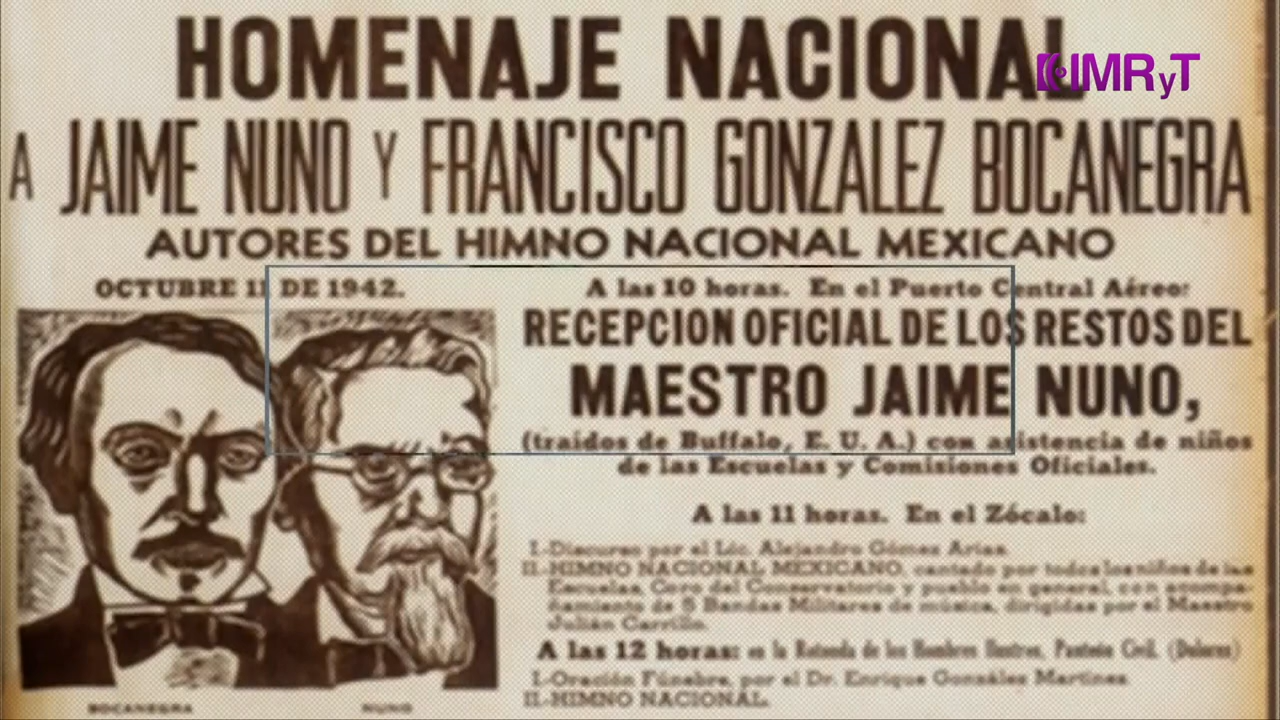 HOMENAJE NACIONAL
IMRyT
A JAIME NUNO Y FRANCISCO GONZALEZ BOCANEGRA
AUTORES DEL HIMNO NACIONAL MEXICANO
OCTUBRE 11 DE 1942.
A las 10 horas. En el Puerto Central Aéreo:
RECEPCION OFICIAL DE LOS RESTOS DEL
MAESTRO JAIME NUNO,
(traídos de Buffalo, E. U. A.) con asistencia de niños
de las Escuelas y Comisiones Oficiales.
A las 11 horas. En el Zócalo:
I.-Discurso por el Lic. Alejandro Gómez Arias.
II.-HIMNO NACIONAL MEXICANO, cantado por todos los niños de las
Escuelas, Coro del Conservatorio y pueblo en general, con acompa-
ñamiento de 5 Bandas Militares de música, dirigidas por el Maestro
Julián Carrillo.
A las 12 horas: en la Rotonda de los Hombres Ilustres, Panteón Civil. (Dolores)
I.-Oración Fúnebre, por el Dr. Enrique González Martínez
II.-HIMNO NACIONAL.
BOCANEGRA
NUNO